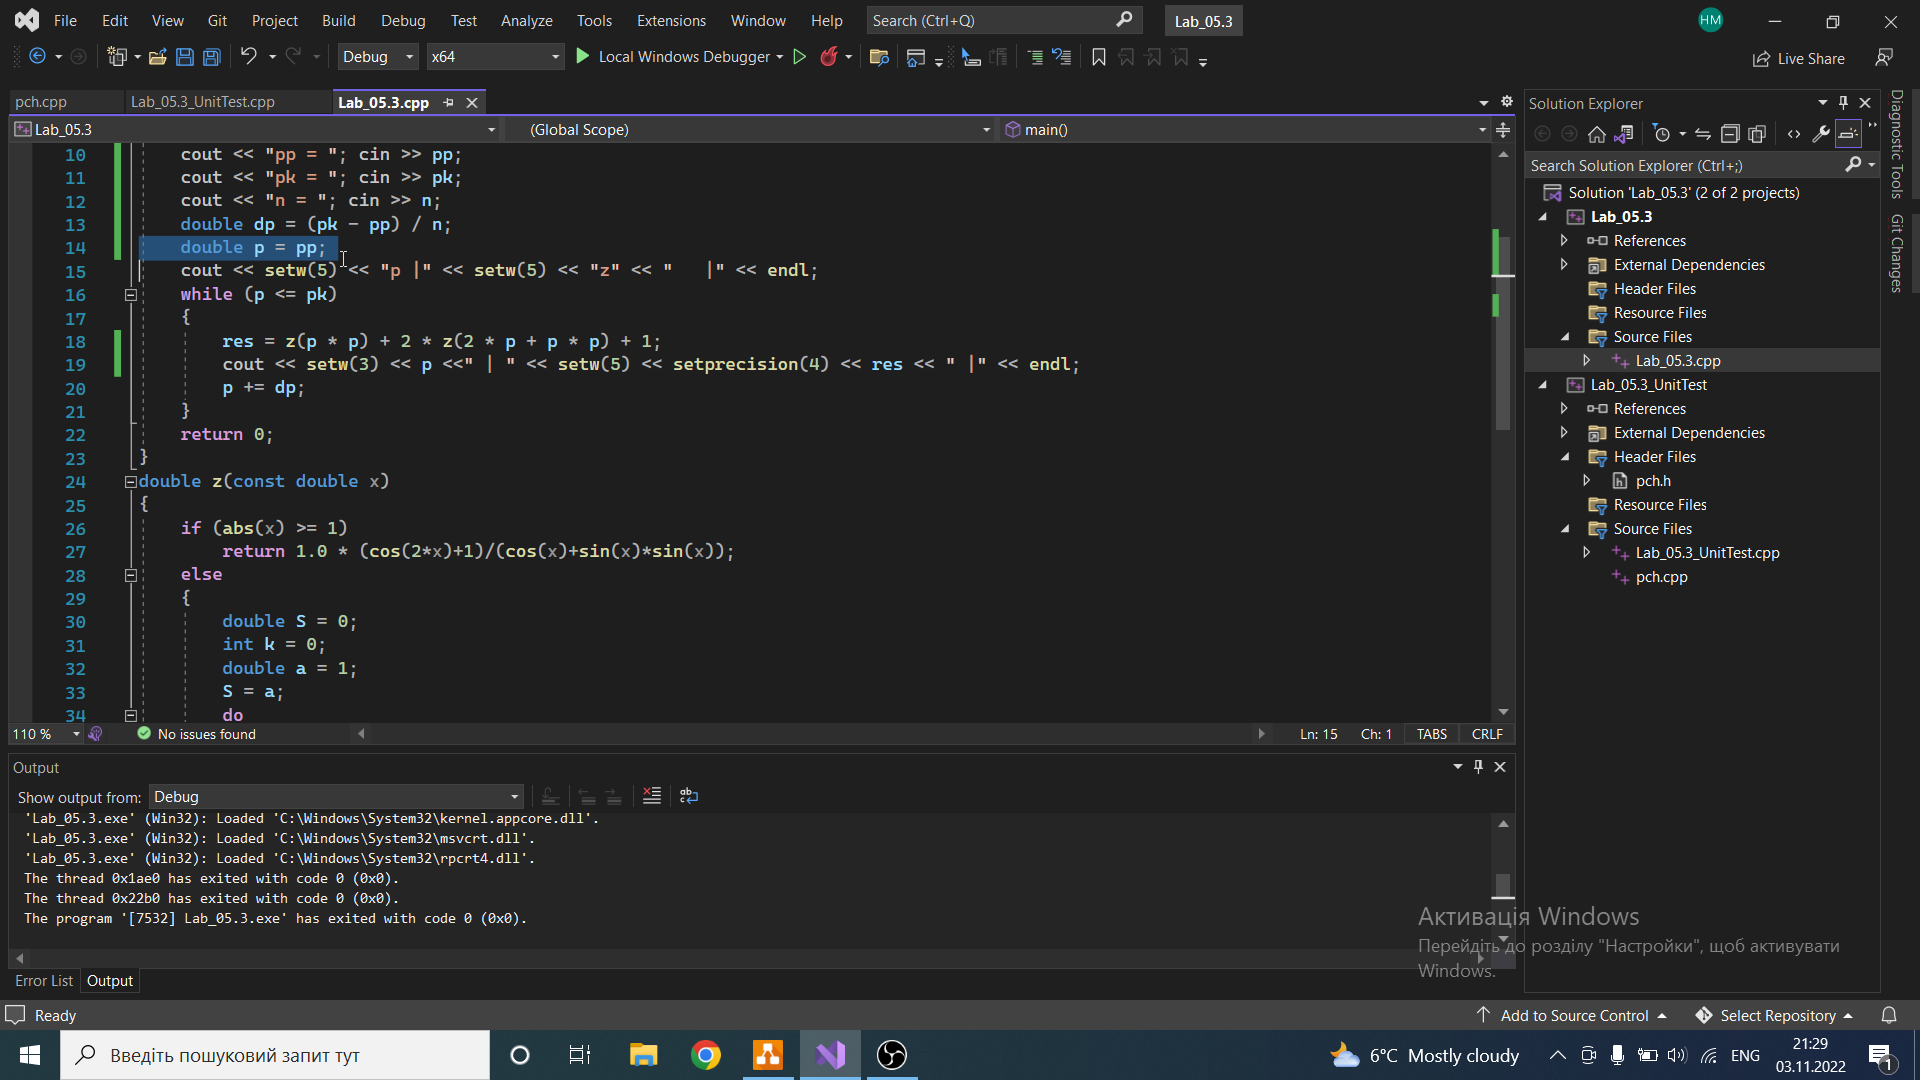 File Edit View Git Project Build Debug Test Analyze Tools Extensions Window Help Search (Ctrl+Q) Lab_05.3 HM
Debug x64 Local Windows Debugger Live Share
pch.cpp Lab_05.3_UnitTest.cpp Lab_05.3.cpp
Lab_05.3 (Global Scope) main()
10 cout << "pp = "; cin >> pp;
11 cout << "pk = "; cin >> pk;
12 cout << "n = "; cin >> n;
13 double dp = (pk - pp) / n;
14 double p = pp;
15 cout << setw(5) << "p |" << setw(5) << "z" << "   |" << endl;
16 while (p <= pk)
17 {
18 res = z(p * p) + 2 * z(2 * p + p * p) + 1;
19 cout << setw(3) << p <<" | " << setw(5) << setprecision(4) << res << " |" << endl;
20 p += dp;
21 }
22 return 0;
23 }
24 double z(const double x)
25 {
26 if (abs(x) >= 1)
27 return 1.0 * (cos(2*x)+1)/(cos(x)+sin(x)*sin(x));
28 else
29 {
30 double S = 0;
31 int k = 0;
32 double a = 1;
33 S = a;
34 do
110 % No issues found Ln: 15 Ch: 1 TABS CRLF
Output
Show output from: Debug
'Lab_05.3.exe' (Win32): Loaded 'C:\Windows\System32\kernel.appcore.dll'.
'Lab_05.3.exe' (Win32): Loaded 'C:\Windows\System32\msvcrt.dll'.
'Lab_05.3.exe' (Win32): Loaded 'C:\Windows\System32\rpcrt4.dll'.
The thread 0x1ae0 has exited with code 0 (0x0).
The thread 0x22b0 has exited with code 0 (0x0).
The program '[7532] Lab_05.3.exe' has exited with code 0 (0x0).
Error List Output
Solution Explorer
Search Solution Explorer (Ctrl+;)
Solution 'Lab_05.3' (2 of 2 projects)
Lab_05.3
References
External Dependencies
Header Files
Resource Files
Source Files
Lab_05.3.cpp
Lab_05.3_UnitTest
References
External Dependencies
Header Files
pch.h
Resource Files
Source Files
Lab_05.3_UnitTest.cpp
pch.cpp
Diagnostic Tools
Git Changes
Активація Windows
Перейдіть до розділу "Настройки", щоб активувати
Windows.
Ready Add to Source Control Select Repository
Введіть пошуковий запит тут
6°C Mostly cloudy ENG
21:29
03.11.2022
1